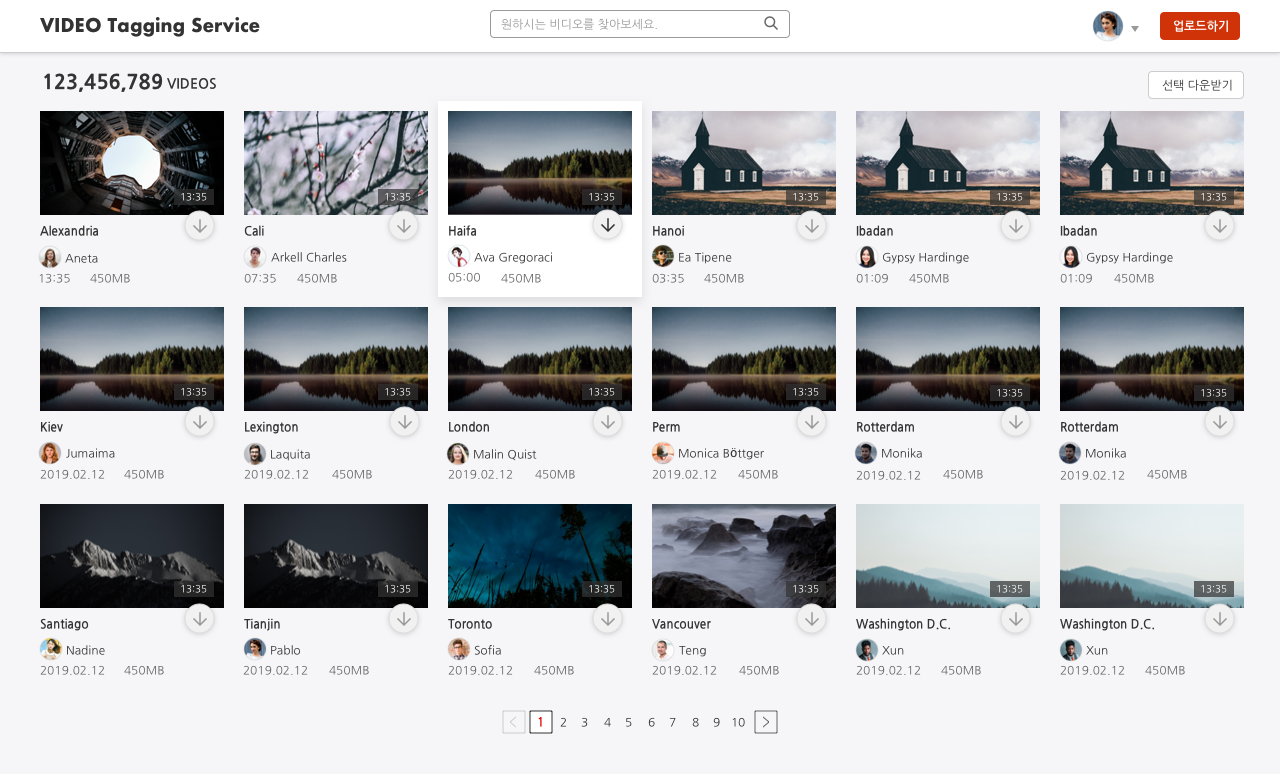 VIDEO Tagging Service
원하시는 비디오를 찾아보세요.
업로드하기
123,456,789 VIDEOS
선택 다운받기
13:35 13:35 13:35 13:35 13:35 13:35
Alexandria Cali Haifa Hanoi Ibadan Ibadan
Aneta Arkell Charles Ava Gregoraci Ea Tipene Gypsy Hardinge Gypsy Hardinge
13:35 450MB 07:35 450MB 05:00 450MB 03:35 450MB 01:09 450MB 01:09 450MB
13:35 13:35 13:35 13:35 13:35 13:35
Kiev Lexington London Perm Rotterdam Rotterdam
Jumaima Laquita Malin Quist Monica Böttger Monika Monika
2019.02.12 450MB 2019.02.12 450MB 2019.02.12 450MB 2019.02.12 450MB 2019.02.12 450MB 2019.02.12 450MB
13:35 13:35 13:35 13:35 13:35 13:35
Santiago Tianjin Toronto Vancouver Washington D.C. Washington D.C.
Nadine Pablo Sofia Teng Xun Xun
2019.02.12 450MB 2019.02.12 450MB 2019.02.12 450MB 2019.02.12 450MB 2019.02.12 450MB 2019.02.12 450MB
1 2 3 4 5 6 7 8 9 10